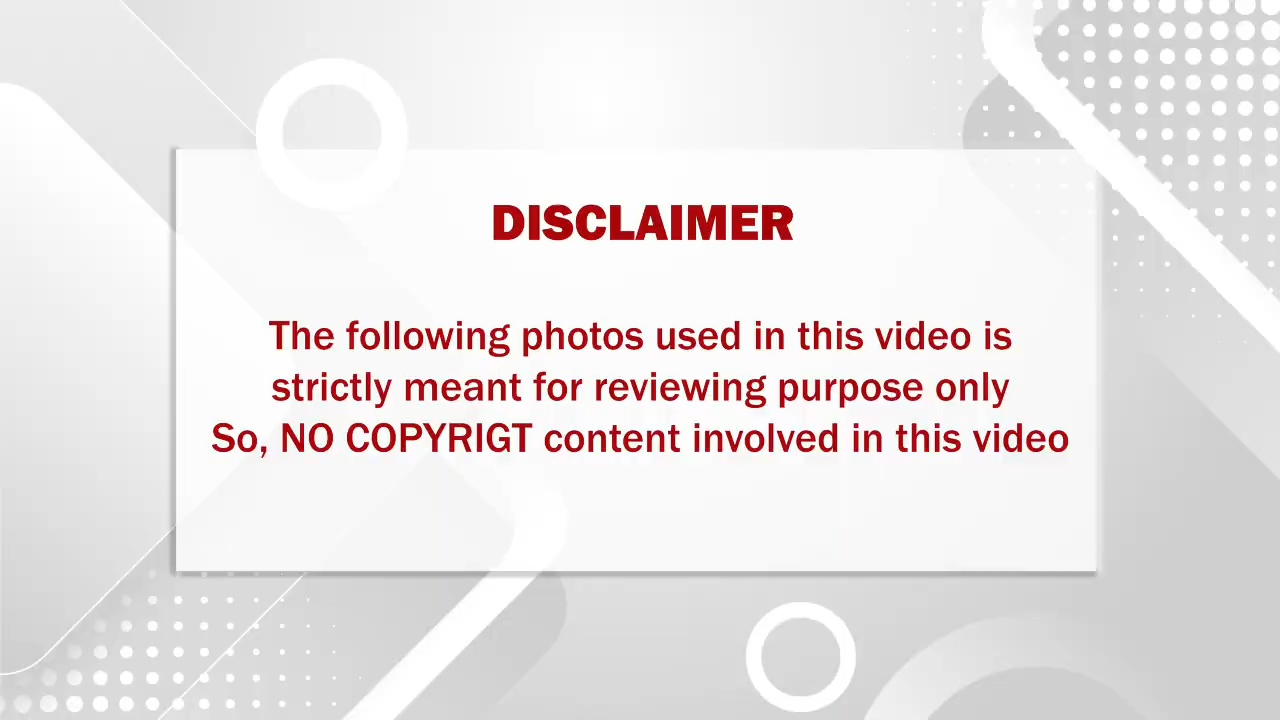 DISCLAIMER
The following photos used in this video is
strictly meant for reviewing purpose only
So, NO COPYRIGT content involved in this video